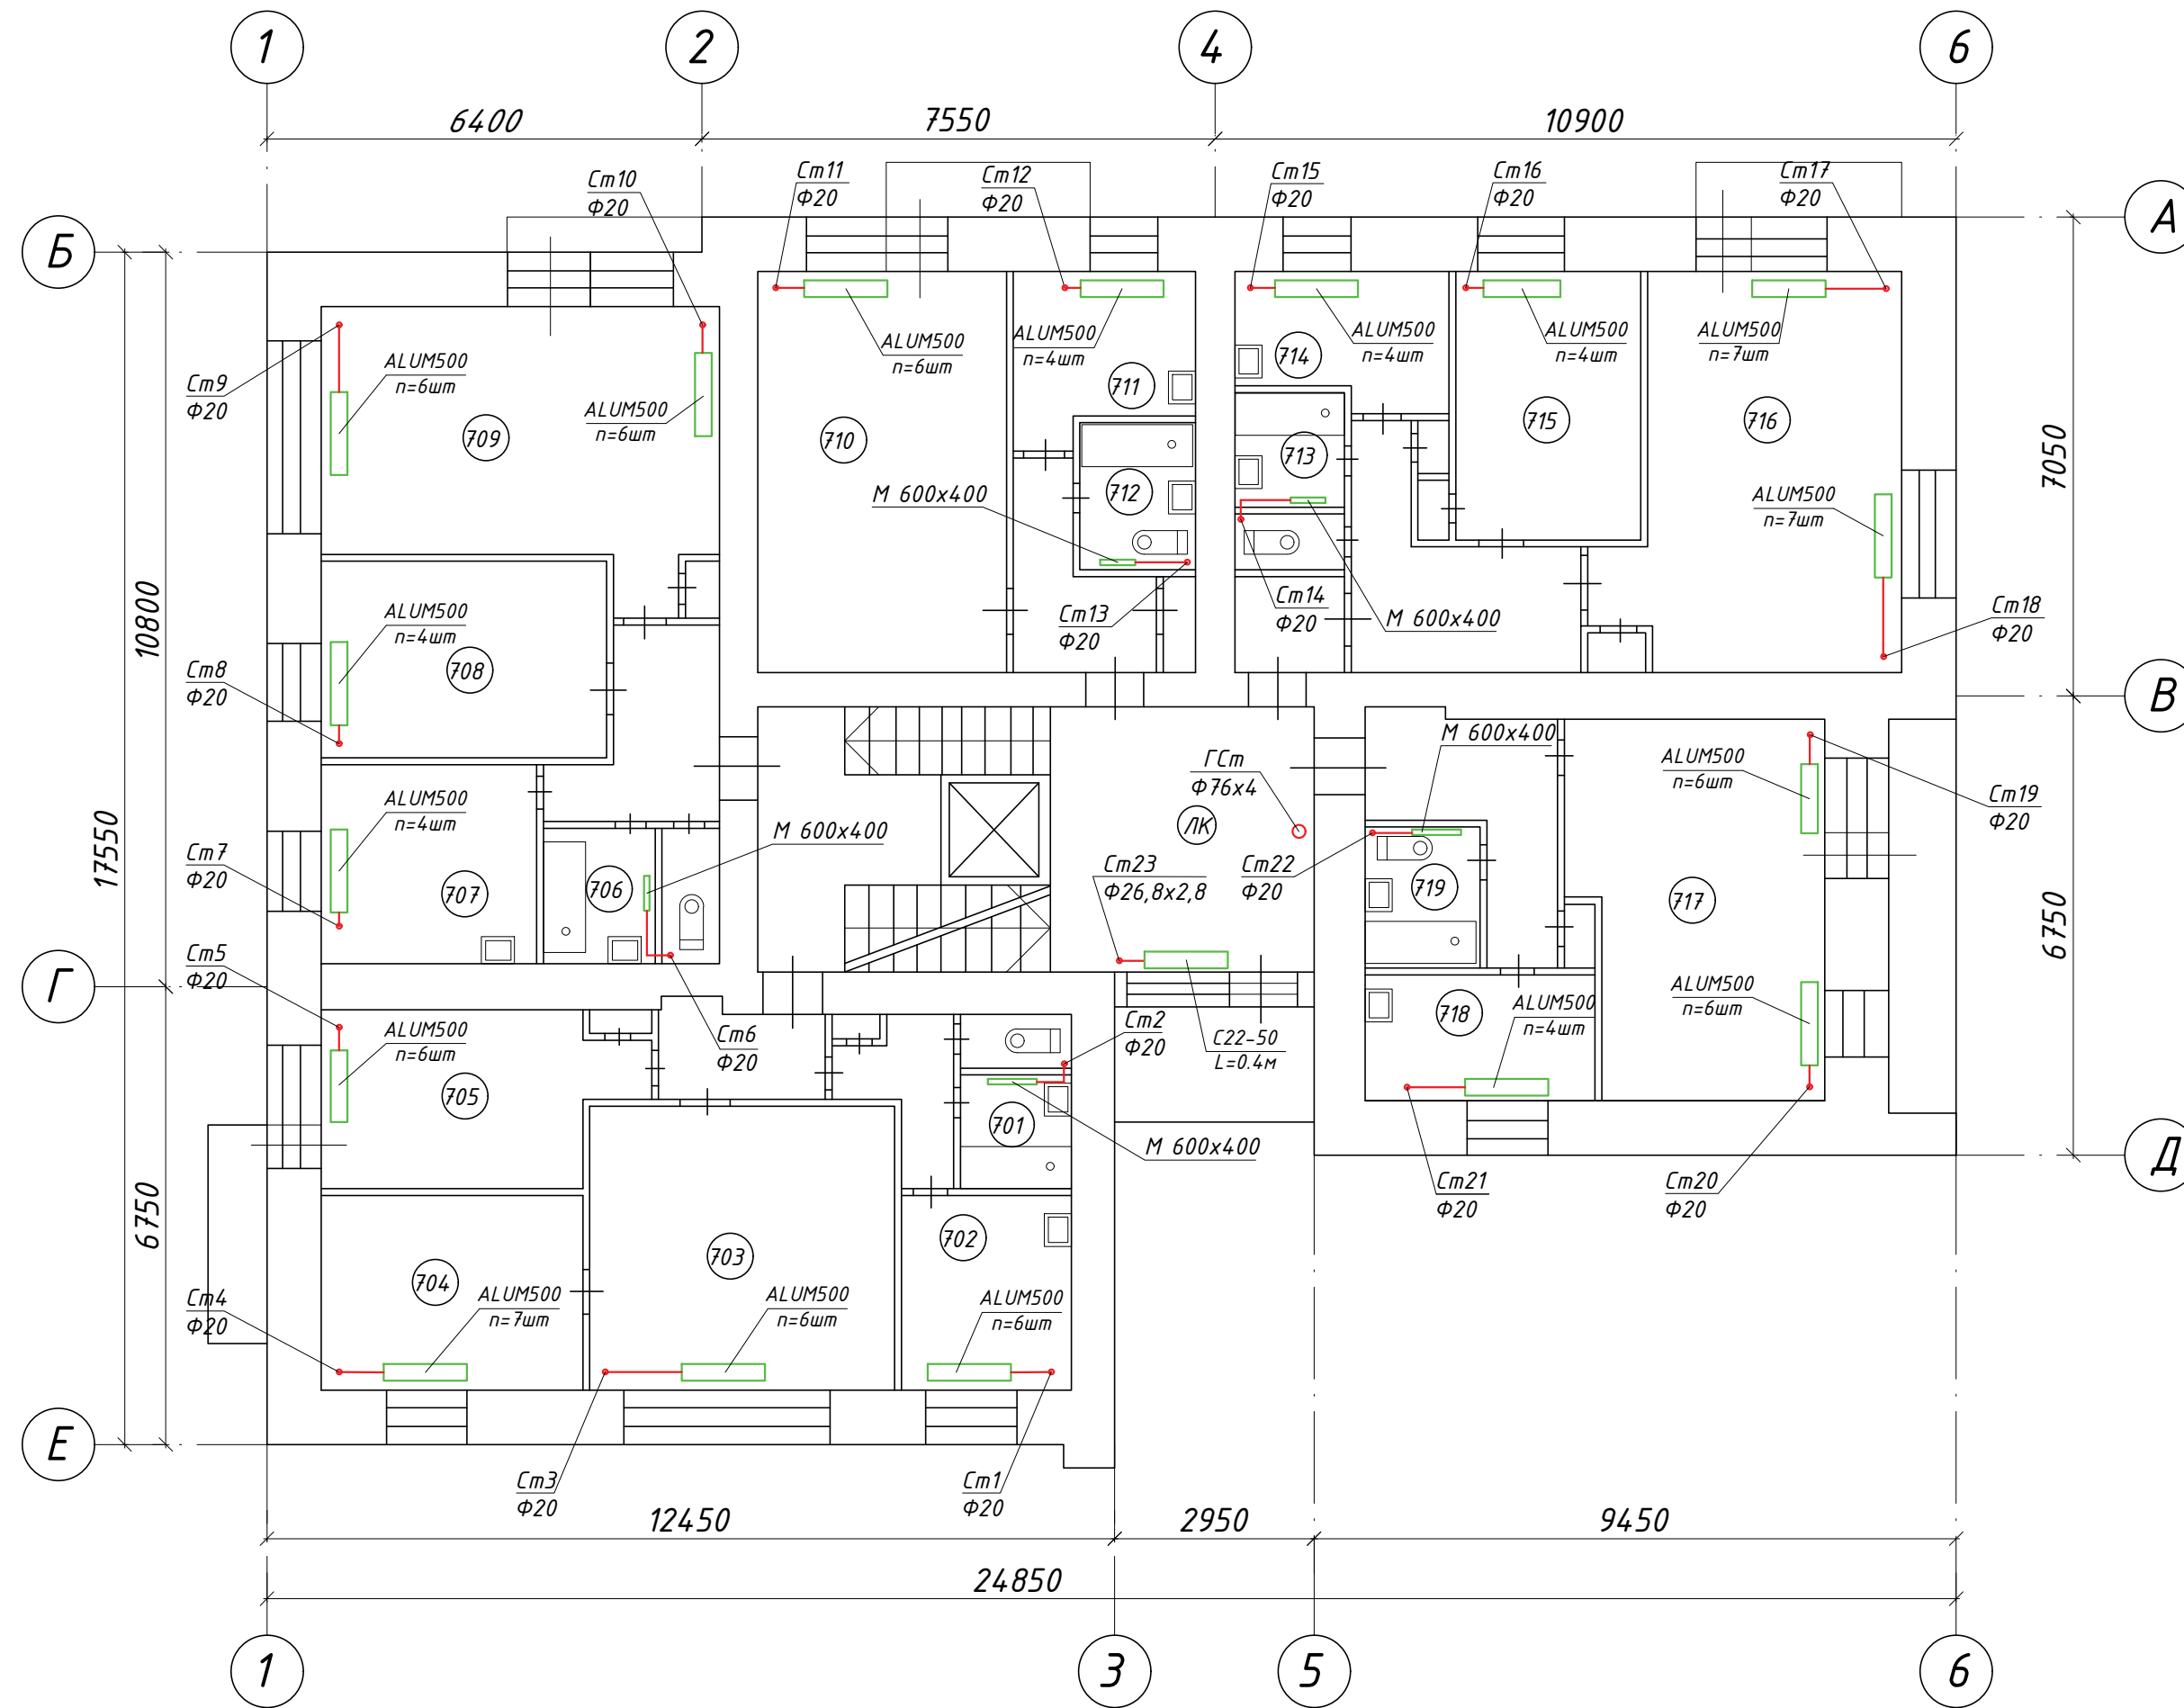 1
2
4
6
6400
7550
10900
Ст10
Ф20
Ст11
Ф20
Ст12
Ф20
Ст15
Ф20
Ст16
Ф20
Ст17
Ф20
Б
А
ALUM500
n=6шт
Ст9
Ф20
ALUM500
n=6шт
709
ALUM500
n=6шт
710
ALUM500
n=4шт
711
712
М 600х400
Ст13
Ф20
ALUM500
n=4шт
714
713
Ст14
Ф20
М 600х400
ALUM500
n=4шт
715
ALUM500
n=7шт
716
ALUM500
n=7шт
Ст18
Ф20
7050
10800
17550
ALUM500
n=4шт
708
Ст8
Ф20
В
ALUM500
n=4шт
707
Ст7
Ф20
706
М 600х400
ГСт
Ф76х4
ЛК
Ст23
Ф26,8х2,8
Ст22
Ф20
М 600х400
719
ALUM500
n=6шт
Ст19
Ф20
717
6750
ALUM500
n=6шт
718
ALUM500
n=4шт
Г
Ст5
Ф20
ALUM500
n=6шт
705
Ст6
Ф20
Ст2
Ф20
С22-50
L=0.4м
701
М 600х400
Д
Ст21
Ф20
Ст20
Ф20
6750
704
ALUM500
n=7шт
Ст4
Ф20
703
ALUM500
n=6шт
702
ALUM500
n=6шт
Е
Ст3
Ф20
Ст1
Ф20
12450
2950
9450
24850
1
3
5
6